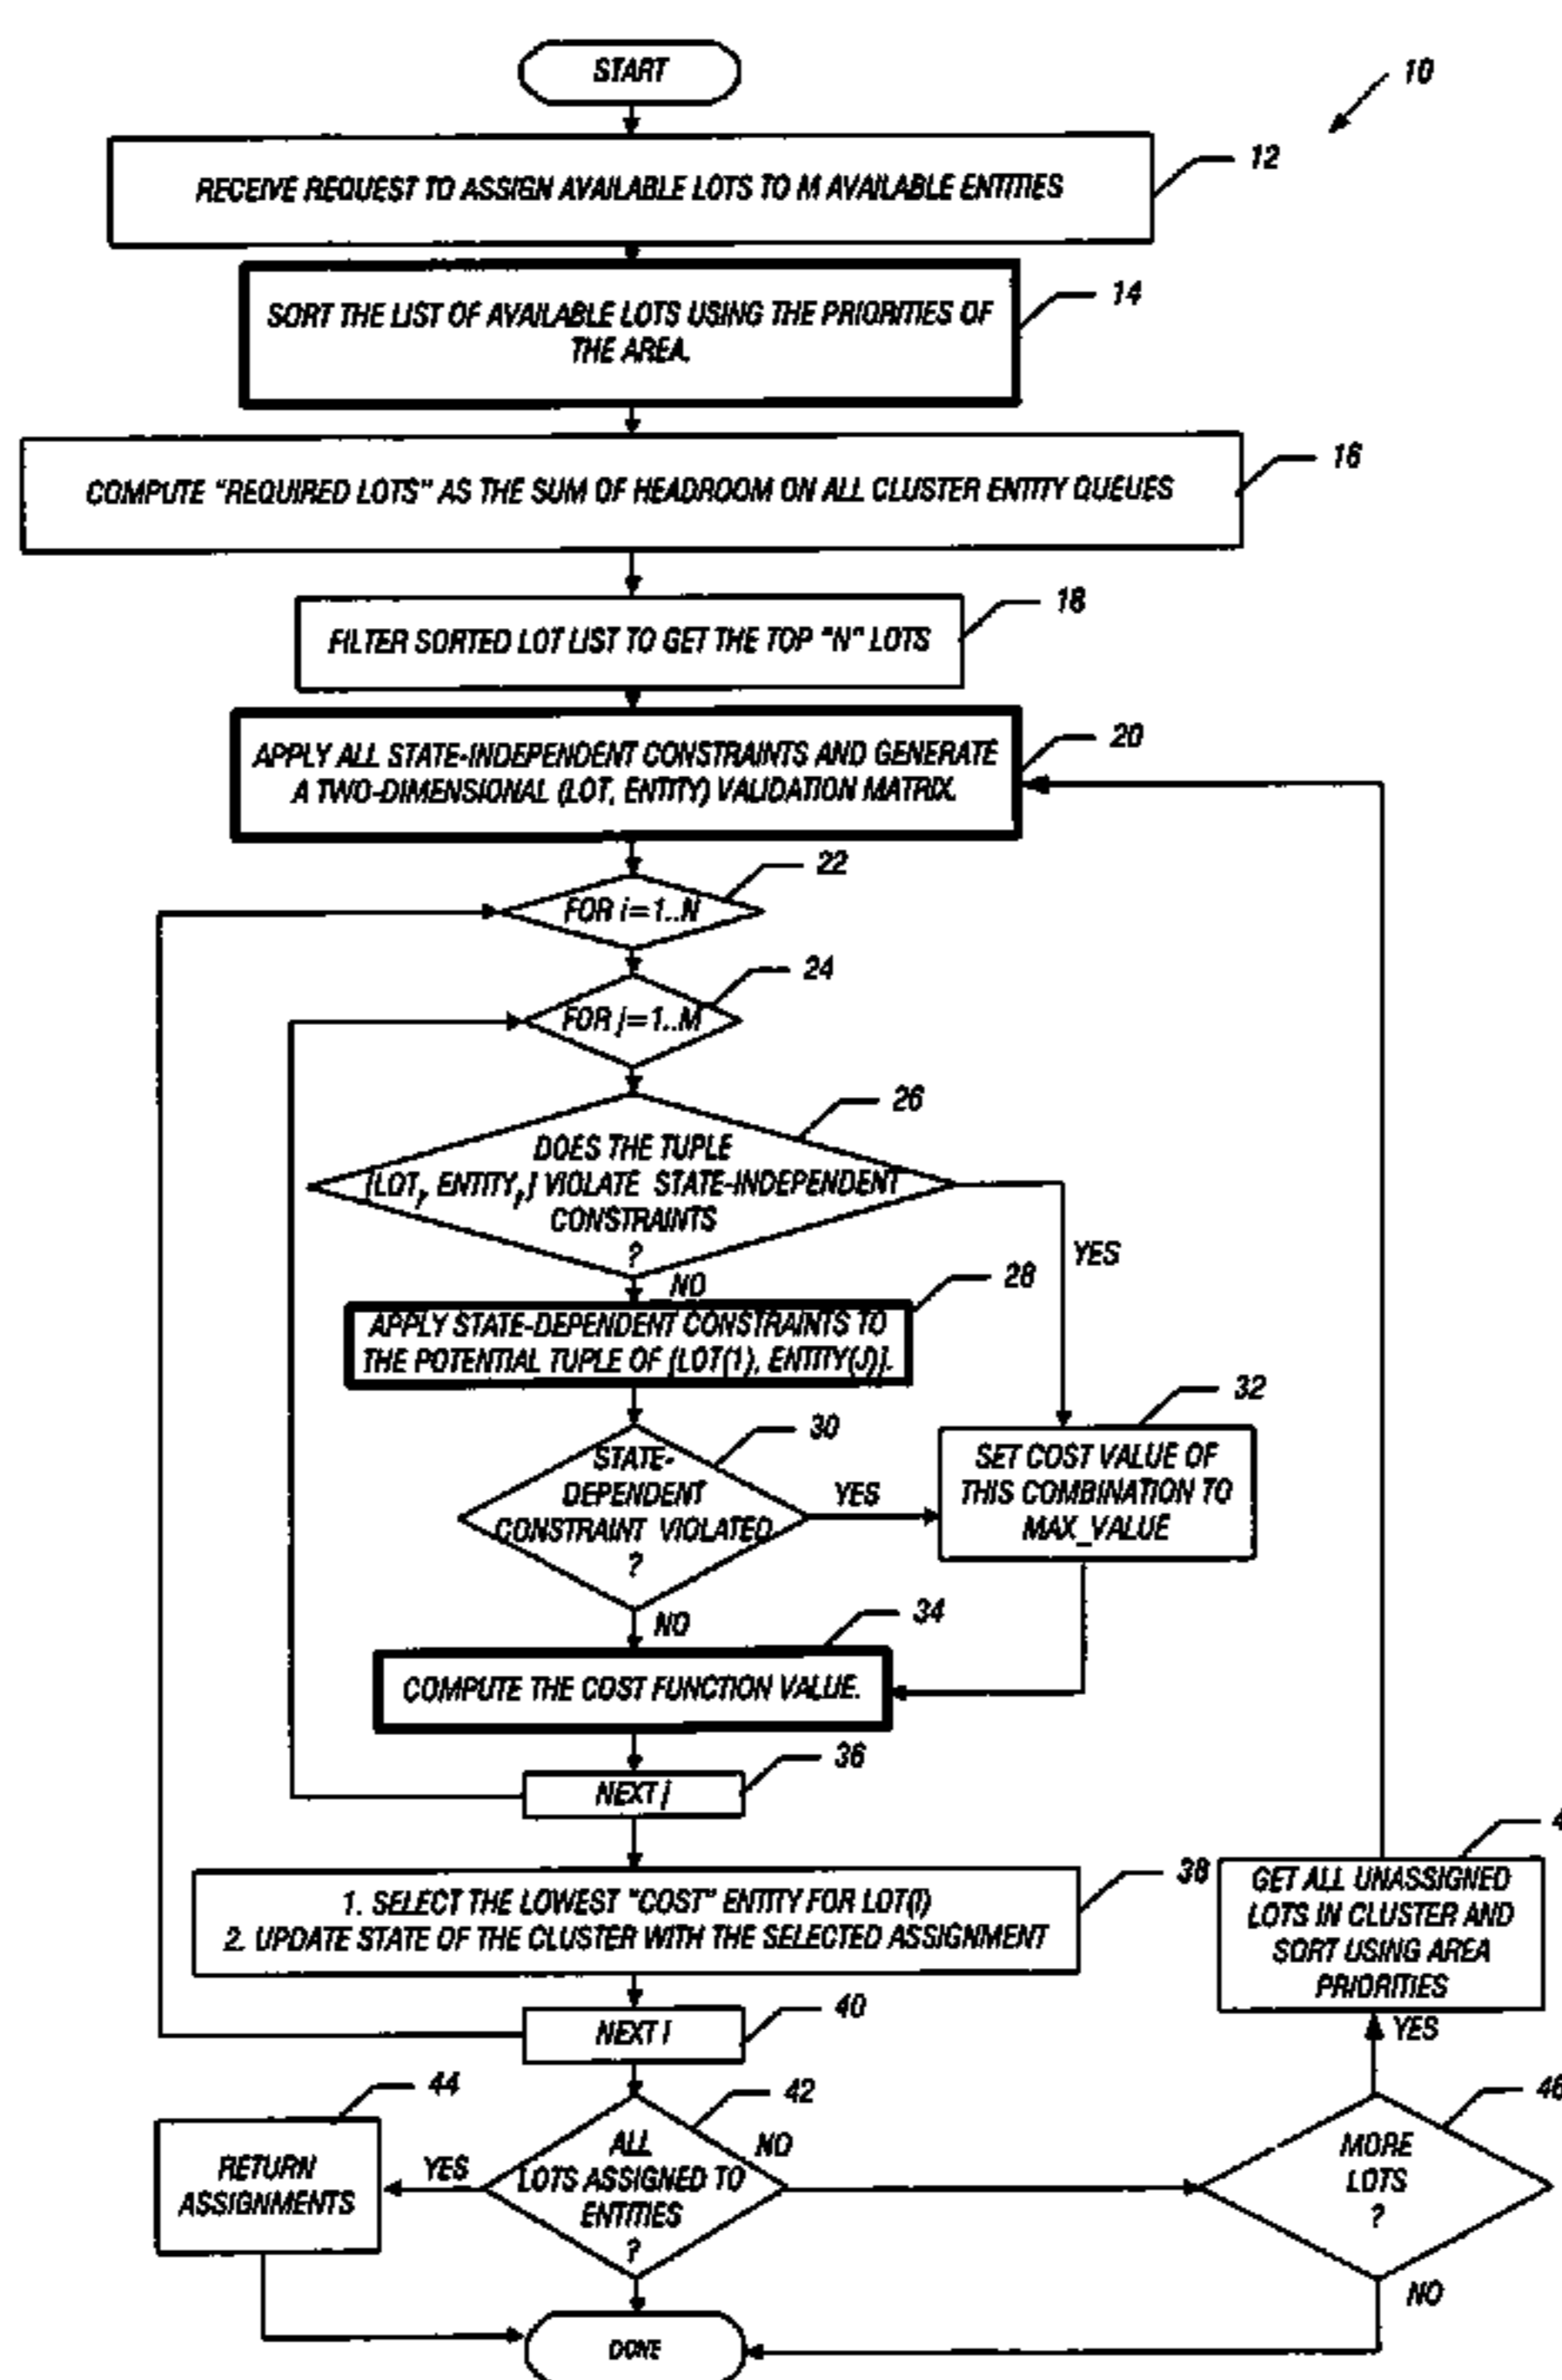 START
10
RECEIVE REQUEST TO ASSIGN AVAILABLE LOTS TO M AVAILABLE ENTITIES
12
SORT THE LIST OF AVAILABLE LOTS USING THE PRIORITIES OF
THE AREA.
14
COMPUTE "REQUIRED LOTS" AS THE SUM OF HEADROOM ON ALL CLUSTER ENTITY QUEUES
16
FILTER SORTED LOT LIST TO GET THE TOP "N" LOTS
18
APPLY ALL STATE-INDEPENDENT CONSTRAINTS AND GENERATE
A TWO-DIMENSIONAL (LOT, ENTITY) VALIDATION MATRIX.
20
FOR i=1..N
22
FOR j=1..M
24
DOES THE TUPLE
[LOT, ENTITY,] VIOLATE STATE-INDEPENDENT
CONSTRAINTS
?
26
YES
NO
APPLY STATE-DEPENDENT CONSTRAINTS TO
THE POTENTIAL TUPLE OF [LOT(1), ENTITY(J)].
28
STATE-
DEPENDENT
CONSTRAINT VIOLATED
?
30
YES
NO
SET COST VALUE OF
THIS COMBINATION TO
MAX_VALUE
32
COMPUTE THE COST FUNCTION VALUE.
34
NEXT j
36
1. SELECT THE LOWEST "COST" ENTITY FOR LOT(I)
2. UPDATE STATE OF THE CLUSTER WITH THE SELECTED ASSIGNMENT
38
GET ALL UNASSIGNED
LOTS IN CLUSTER AND
SORT USING AREA
PRIORITIES
4
NEXT I
40
YES
ALL
LOTS ASSIGNED TO
ENTITIES
?
42
YES
NO
RETURN
ASSIGNMENTS
44
MORE
LOTS
?
46
NO
DONE